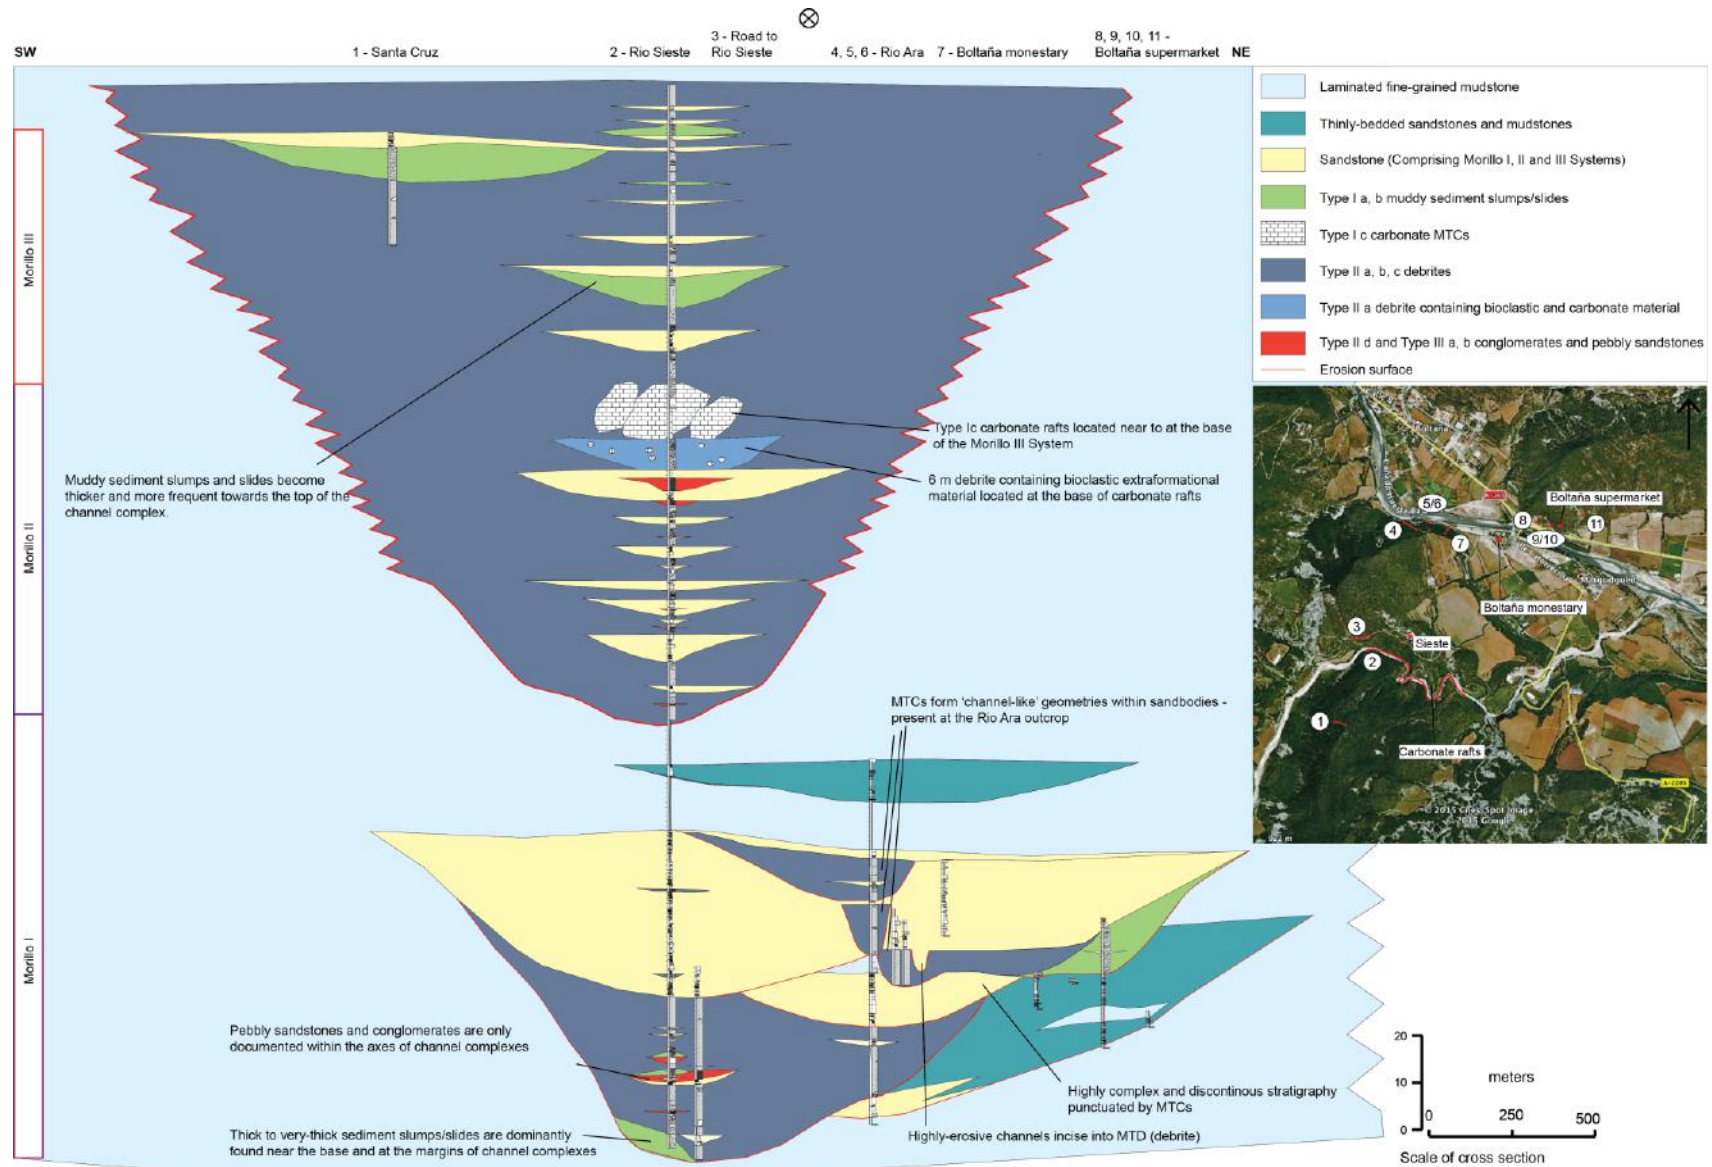 SW
1 - Santa Cruz
2 - Rio Sieste
3 - Road to
Rio Sieste
4, 5, 6 - Rio Ara
7 - Boltaña monestary
8, 9, 10, 11 -
Boltaña supermarket
NE
Laminated fine-grained mudstone
Thinly-bedded sandstones and mudstones
Sandstone (Comprising Morillo I, II and III Systems)
Type I a, b muddy sediment slumps/slides
Type I c carbonate MTCs
Type II a, b, c debrites
Type II a debrite containing bioclastic and carbonate material
Type II d and Type III a, b conglomerates and pebbly sandstones
Erosion surface
Morillo III
Morillo II
Morillo I
Type Ic carbonate rafts located near to at the base
of the Morillo III System
6 m debrite containing bioclastic extraformational
material located at the base of carbonate rafts
Muddy sediment slumps and slides become
thicker and more frequent towards the top of the
channel complex.
MTCs form 'channel-like' geometries within sandbodies -
present at the Rio Ara outcrop
Pebbly sandstones and conglomerates are only
documented within the axes of channel complexes
Thick to very-thick sediment slumps/slides are dominantly
found near the base and at the margins of channel complexes
Highly complex and discontinous stratigraphy
punctuated by MTCs
Highly-erosive channels incise into MTD (debrite)
Boltaña
Boltaña supermarket
5/6
4
7
8
9/10
11
Margudgued
Boltaña monestary
3
Sieste
2
1
Carbonate rafts
© 2015 Cnes/Spot Image
© 2015 Google
20
10
0
meters
0
250
500
Scale of cross section